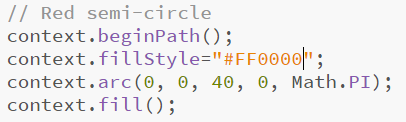 // Red semi-circle
context.beginPath();
context.fillStyle="#FF0000";
context.arc(0, 0, 40, 0, Math.PI);
context.fill();